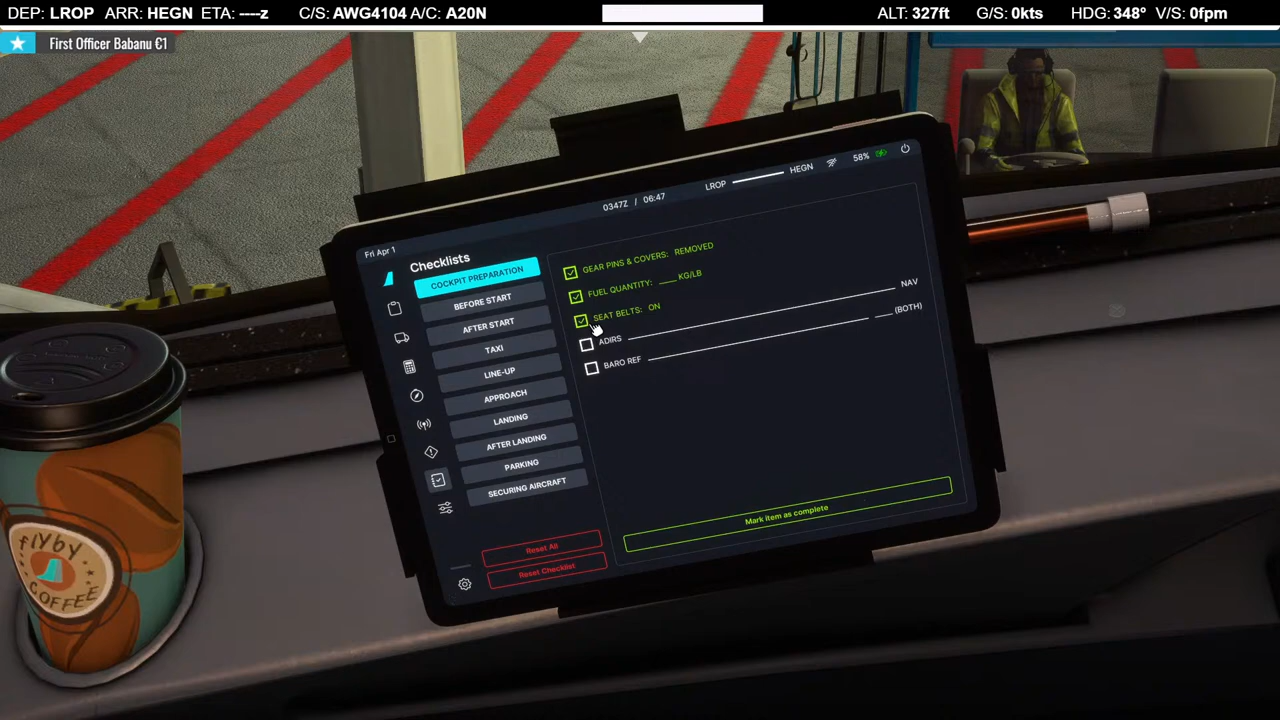 DEP: LROP ARR: HEGN ETA: ----z C/S: AWG4104 A/C: A20N ALT: 327ft G/S: 0kts HDG: 348° V/S: 0fpm
First Officer Babanu €1
0347Z / 06:47 LROP HEGN 58%
Fri Apr 1
Checklists
COCKPIT PREPARATION
BEFORE START
AFTER START
TAXI
LINE-UP
APPROACH
LANDING
AFTER LANDING
PARKING
SECURING AIRCRAFT
Reset All
Reset Checklist
GEAR PINS & COVERS: REMOVED
FUEL QUANTITY: ____ KG/LB
SEAT BELTS: ON
ADIRS NAV
BARO REF ____ (BOTH)
Mark item as complete
flyby
COFFEE